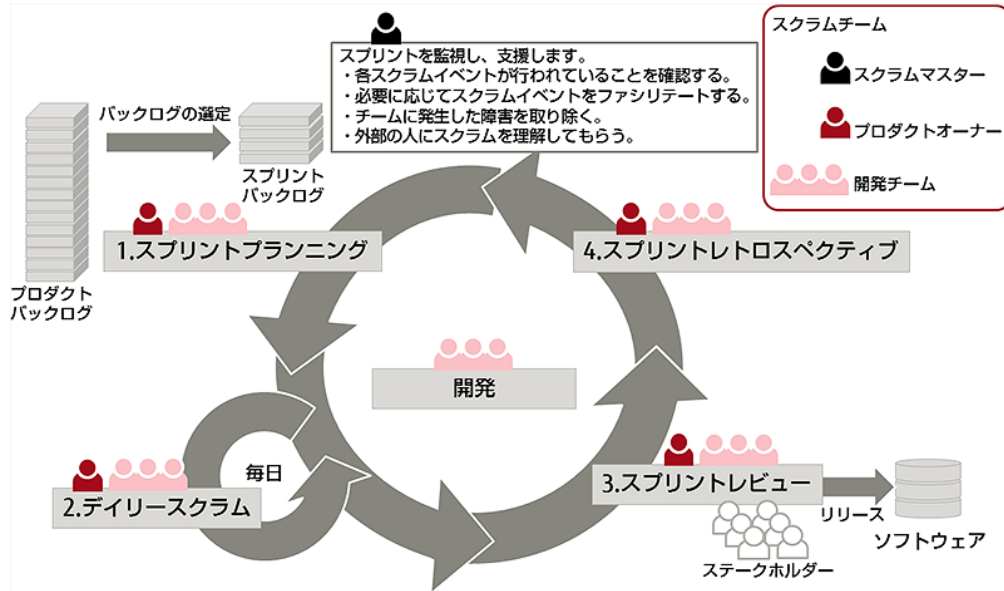 スプリントを監視し、支援します。
・各スクラムイベントが行われていることを確認する。
・必要に応じてスクラムイベントをファシリテートする。
・チームに発生した障害を取り除く。
・外部の人にスクラムを理解してもらう。
スクラムチーム
スクラムマスター
プロダクトオーナー
開発チーム
バックログの選定
スプリント
バックログ
プロダクト
バックログ
1.スプリントプランニング
4.スプリントレトロスペクティブ
開発
毎日
2.デイリースクラム
3.スプリントレビュー
リリース
ソフトウェア
ステークホルダー